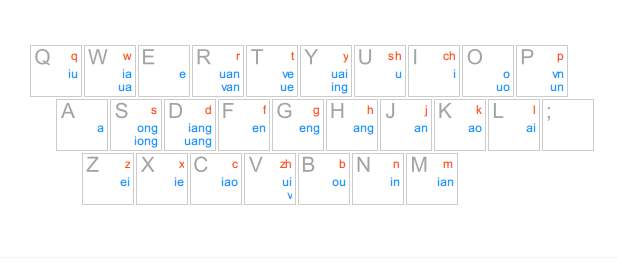 Q q W w E R r T t Y y U sh I ch O P p
iu ia e uan ve uai u i o vn
ua van ue ing uo un
A S s D d F f G g H h J j K k L l ;
a ong iang en eng ang an ao ai
iong uang
Z z X x C c V zh B b N n M m
ei ie iao ui ou in ian
v